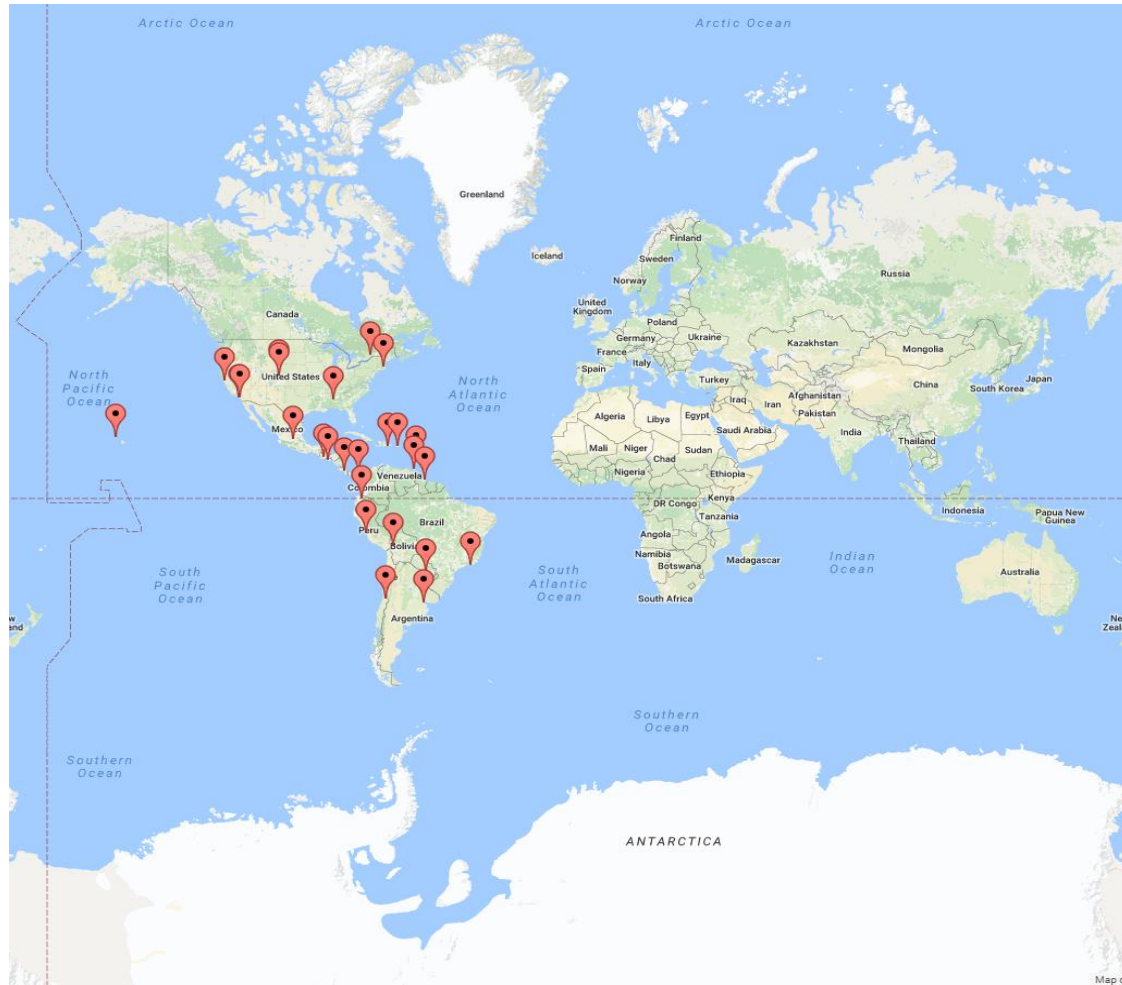 Arctic Ocean
Arctic Ocean
Greenland
Iceland
Finland
Sweden
Norway
Russia
United
Kingdom
Canada
Poland
Germany
Ukraine
Kazakhstan
France
Mongolia
Italy
Spain
North
Pacific
Ocean
United States
North
Atlantic
Ocean
Turkey
China
Japan
South Korea
Iraq
Iran
Afghanistan
Pakistan
Algeria
Libya
Egypt
Mexico
Saudi Arabia
India
Mali
Niger
Sudan
Thailand
Chad
Nigeria
Ethiopia
Venezuela
Colombia
Kenya
DR Congo
Indonesia
Papua New
Guinea
Tanzania
Brazil
Peru
Angola
Bolivia
Namibia
Madagascar
Botswana
Indian
Ocean
South
Pacific
Ocean
South
Atlantic
Ocean
Australia
South Africa
Argentina
Ne
Zeal
w
nd
Southern
Ocean
Southern
Ocean
ANTARCTICA
Map